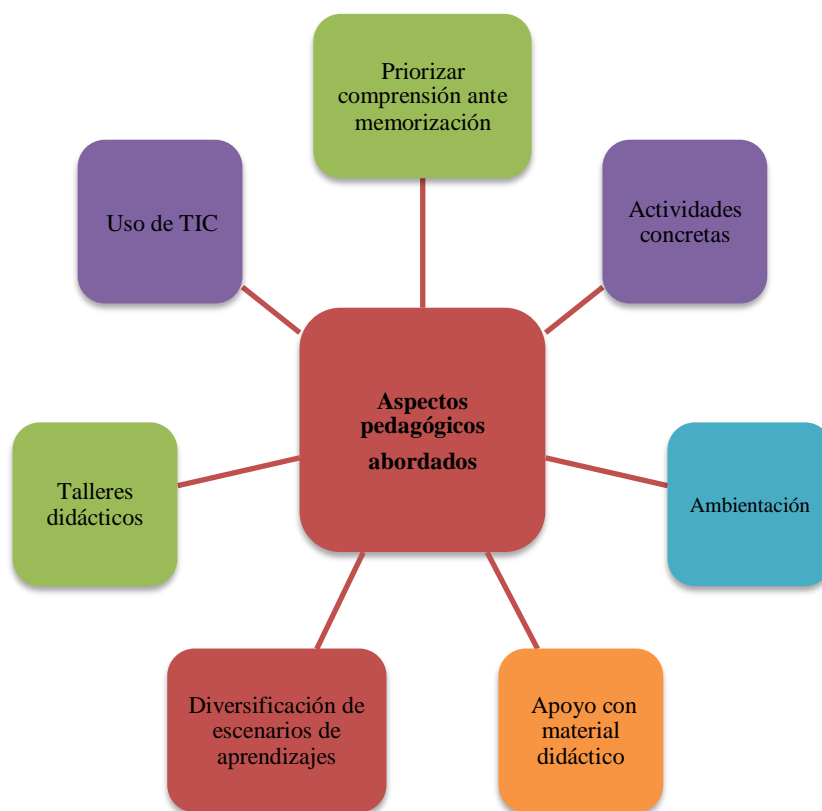 Priorizar
comprensión ante
memorización
Uso de TIC
Actividades
concretas
Aspectos
pedagógicos
abordados
Talleres
didácticos
Ambientación
Diversificación de
escenarios de
aprendizajes
Apoyo con
material
didáctico